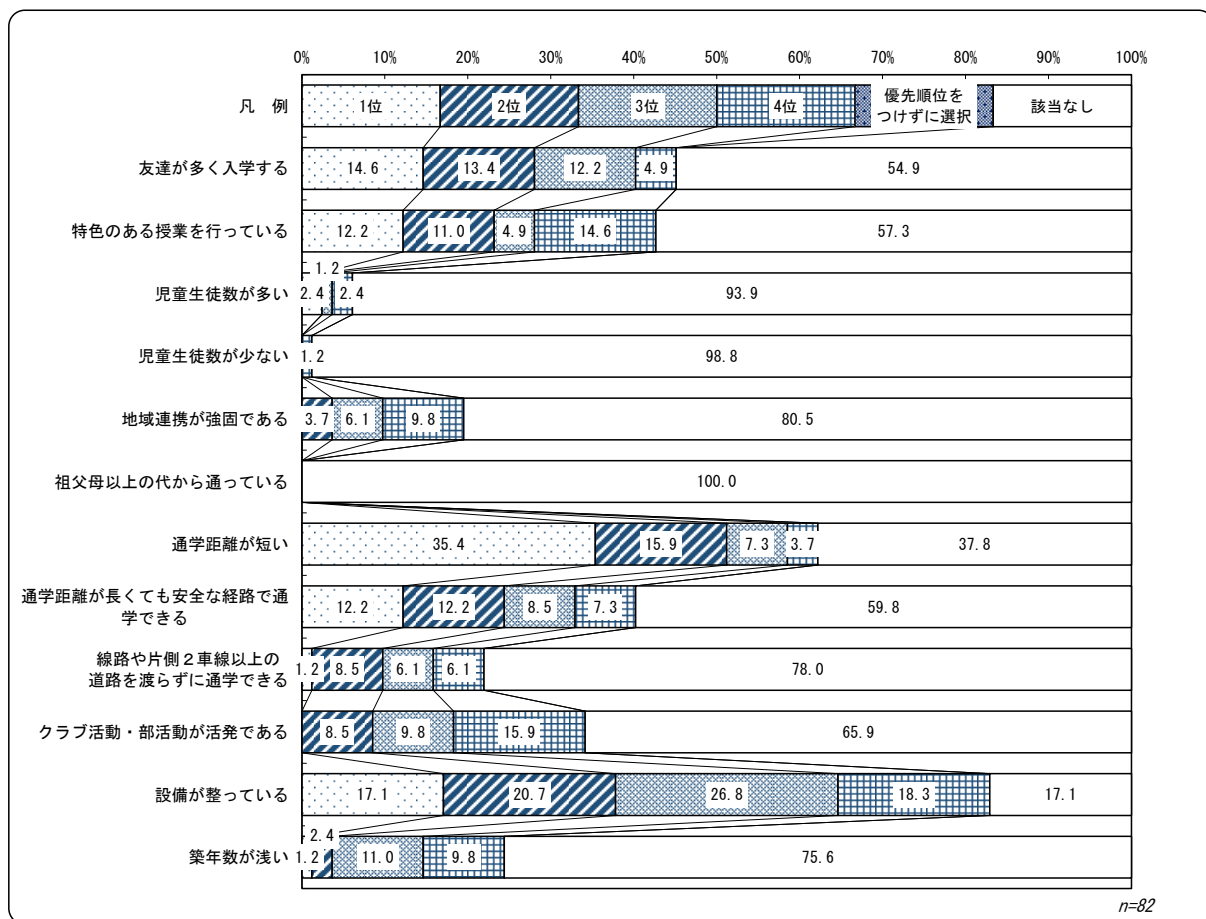 0% 10% 20% 30% 40% 50% 60% 70% 80% 90% 100%
凡 例 1位 2位 3位 4位 優先順位を
つけずに選択 該当なし
友達が多く入学する 14.6 13.4 12.2 4.9 54.9
特色のある授業を行っている 12.2 11.0 4.9 14.6 57.3
1.2
児童生徒数が多い 2.4 2.4 93.9
児童生徒数が少ない 1.2 98.8
地域連携が強固である 3.7 6.1 9.8 80.5
祖父母以上の代から通っている 100.0
通学距離が短い 35.4 15.9 7.3 3.7 37.8
通学距離が長くても安全な経路で通
学できる 12.2 12.2 8.5 7.3 59.8
線路や片側2車線以上の
道路を渡らずに通学できる 1.2 8.5 6.1 6.1 78.0
クラブ活動・部活動が活発である 8.5 9.8 15.9 65.9
設備が整っている 17.1 20.7 26.8 18.3 17.1
2.4
築年数が浅い 1.2 11.0 9.8 75.6
n=82